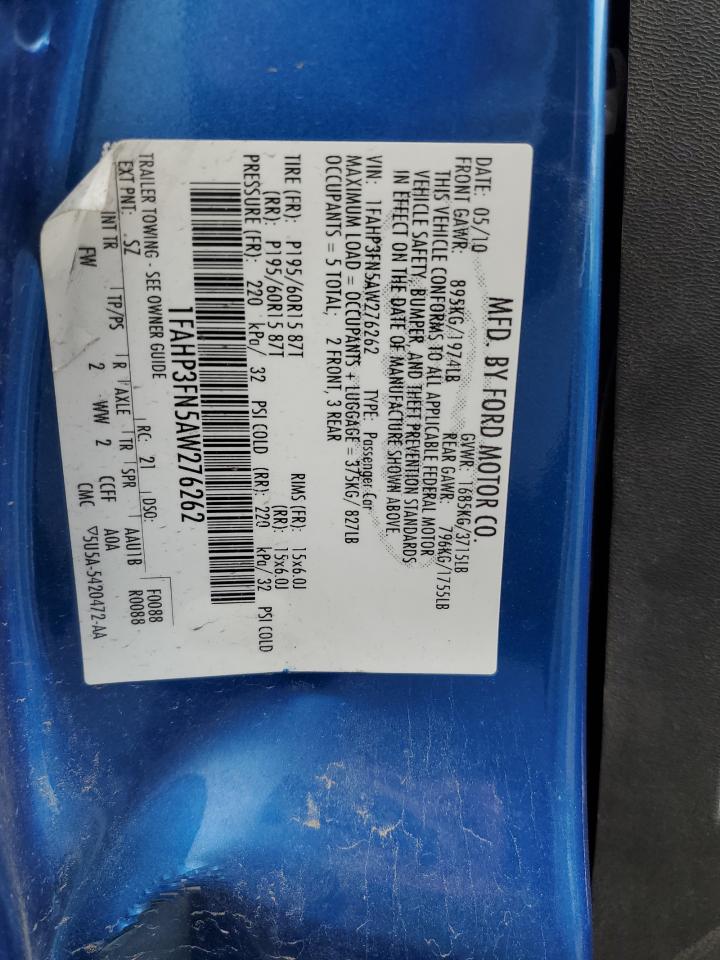 MFD. BY FORD MOTOR CO.
DATE: 05/10 GVWR: 1685KG/3715LB
FRONT GAWR: 895KG/1974LB REAR GAWR: 796KG/1755LB
THIS VEHICLE CONFORMS TO ALL APPLICABLE FEDERAL MOTOR
VEHICLE SAFETY, BUMPER, AND THEFT PREVENTION STANDARDS
IN EFFECT ON THE DATE OF MANUFACTURE SHOWN ABOVE.
VIN: 1FAHP3FN5AW276262 TYPE: Passenger Car
MAXIMUM LOAD = OCCUPANTS + LUGGAGE = 375KG/ 827LB
OCCUPANTS = 5 TOTAL; 2 FRONT, 3 REAR
TIRE (FR): P195/60R15 87T RIMS (FR): 15x6.0J
(RR): P195/60R15 87T (RR): 15x6.0J
PRESSURE (FR): 220 kPa/ 32 PSI COLD (RR): 220 kPa/ 32 PSI COLD
1FAHP3FN5AW276262
TRAILER TOWING - SEE OWNER GUIDE F0088
EXT PNT: SZ RC: 21 DSO: AAU1B R0088
INT TR TP/PS R AXLE TR SPR A0A
FW 2 WW 2 CCFF CMC ▽5U5A-5420472-AA